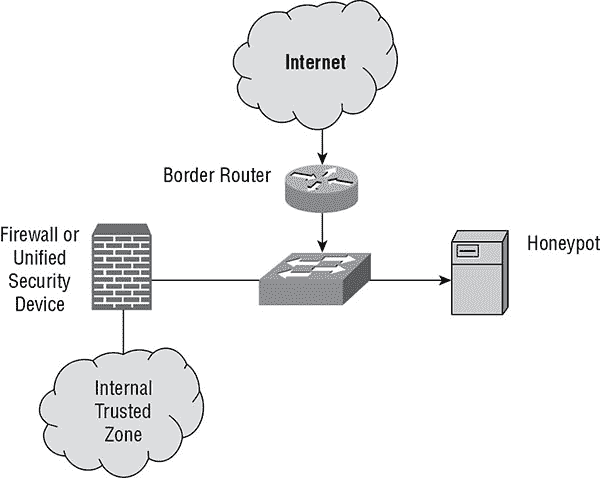 Internet
Border Router
Firewall or
Unified
Security
Device
Honeypot
Internal
Trusted
Zone